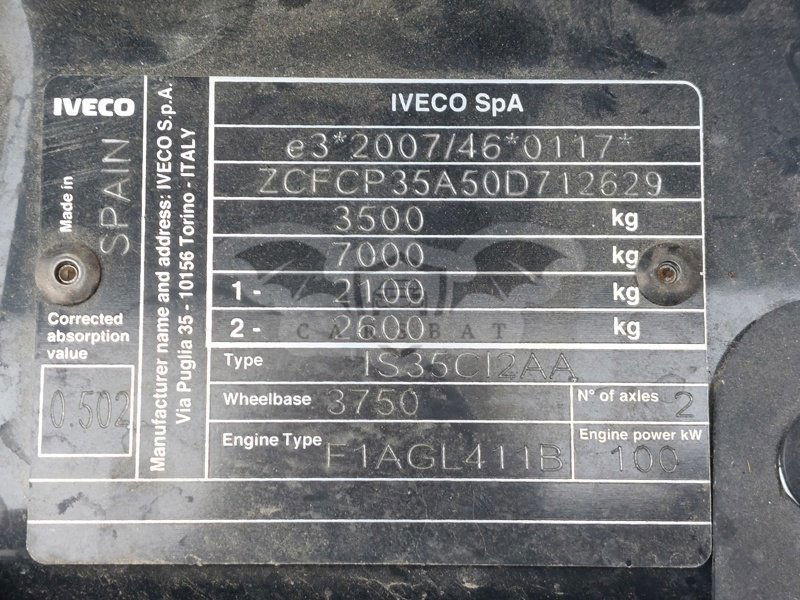 IVECO
Made in
SPAIN
Corrected
absorption
value
0.502
Manufacturer name and address: IVECO S.p.A.
Via Puglia 35 - 10156 Torino - ITALY
IVECO SpA
e3*2007/46*0117*
ZCFCP35A50D712629
3500 kg
7000 kg
1- 2100 kg
2- 2600 kg
CARSBAT
Type IS35CI2AA
Wheelbase 3750 N° of axles 2
Engine Type F1AGL411B Engine power kW 100